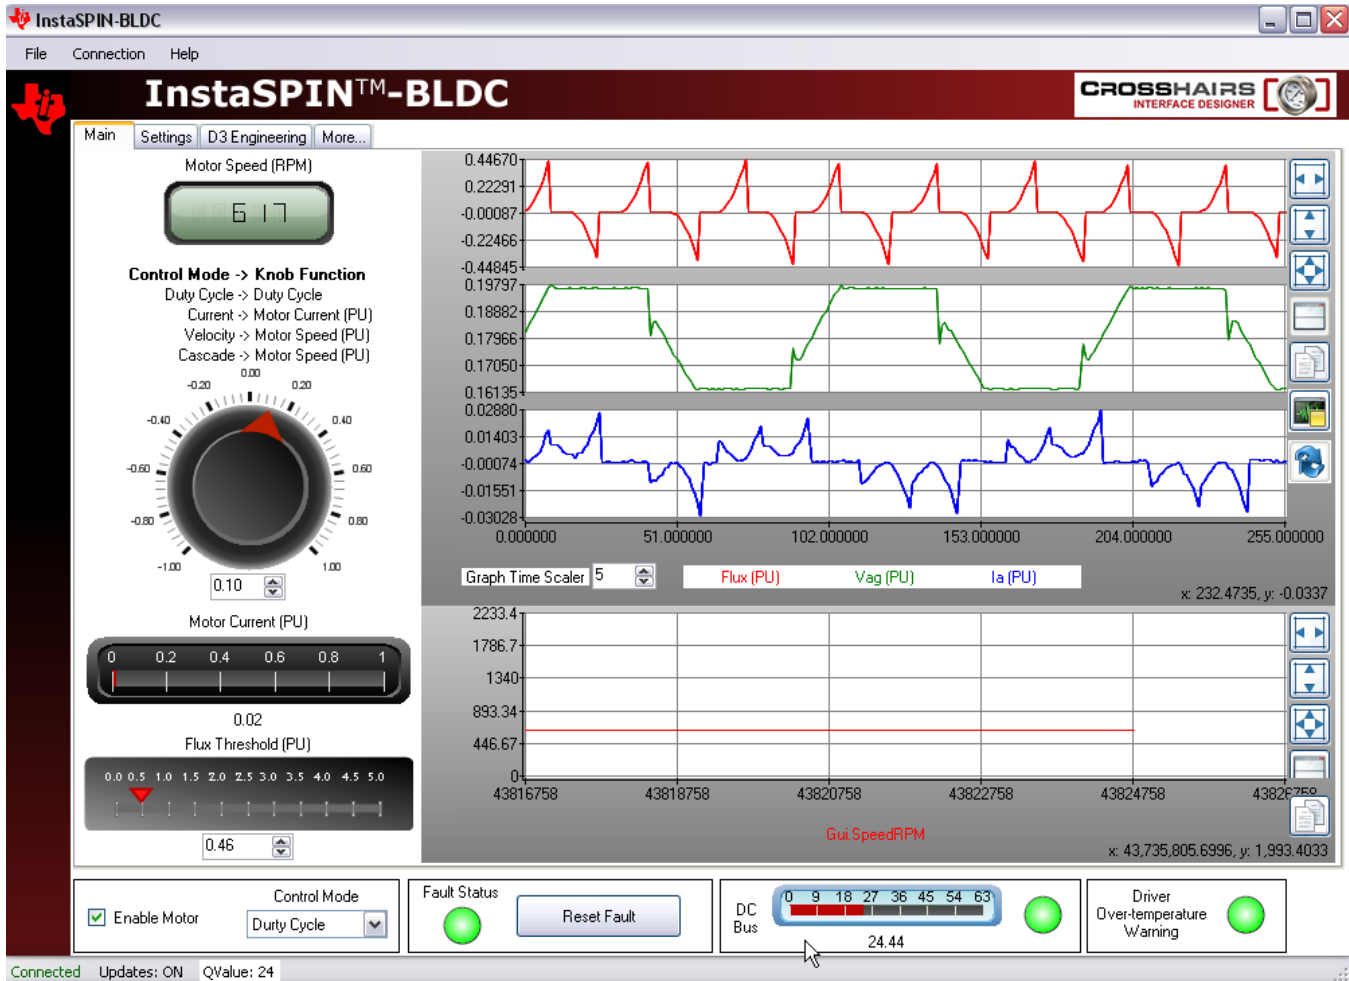 InstaSPIN-BLDC
File Connection Help
InstaSPIN™-BLDC
CROSSHAIRS
INTERFACE DESIGNER
Main Settings D3 Engineering More...
Motor Speed (RPM)
617
Control Mode -> Knob Function
Duty Cycle -> Duty Cycle
Current -> Motor Current (PU)
Velocity -> Motor Speed (PU)
Cascade -> Motor Speed (PU)
0.00
-0.20 0.20
-0.40 0.40
-0.60 0.60
-0.80 0.80
-1.00 1.00
0.10
Motor Current (PU)
0 0.2 0.4 0.6 0.8 1
0.02
Flux Threshold (PU)
0.0 0.5 1.0 1.5 2.0 2.5 3.0 3.5 4.0 4.5 5.0
0.46
0.44670
0.22291
-0.00087
-0.22466
-0.44845
0.19797
0.18882
0.17966
0.17050
0.16135
0.02880
0.01403
-0.00074
-0.01551
-0.03028
0.000000 51.000000 102.000000 153.000000 204.000000 255.000000
Graph Time Scaler 5 Flux (PU) Vag (PU) Ia (PU)
x: 232.4735, y: -0.0337
2233.4
1786.7
1340
893.34
446.67
0
43816758 43818758 43820758 43822758 43824758
Gui.SpeedRPM
x: 43,735,805.6996, y: 1,993.4033
Enable Motor
Control Mode
Durty Cycle
Fault Status
Reset Fault
DC
Bus
0 9 18 27 36 45 54 63
24.44
Driver
Over-temperature
Warning
Connected Updates: ON QValue: 24